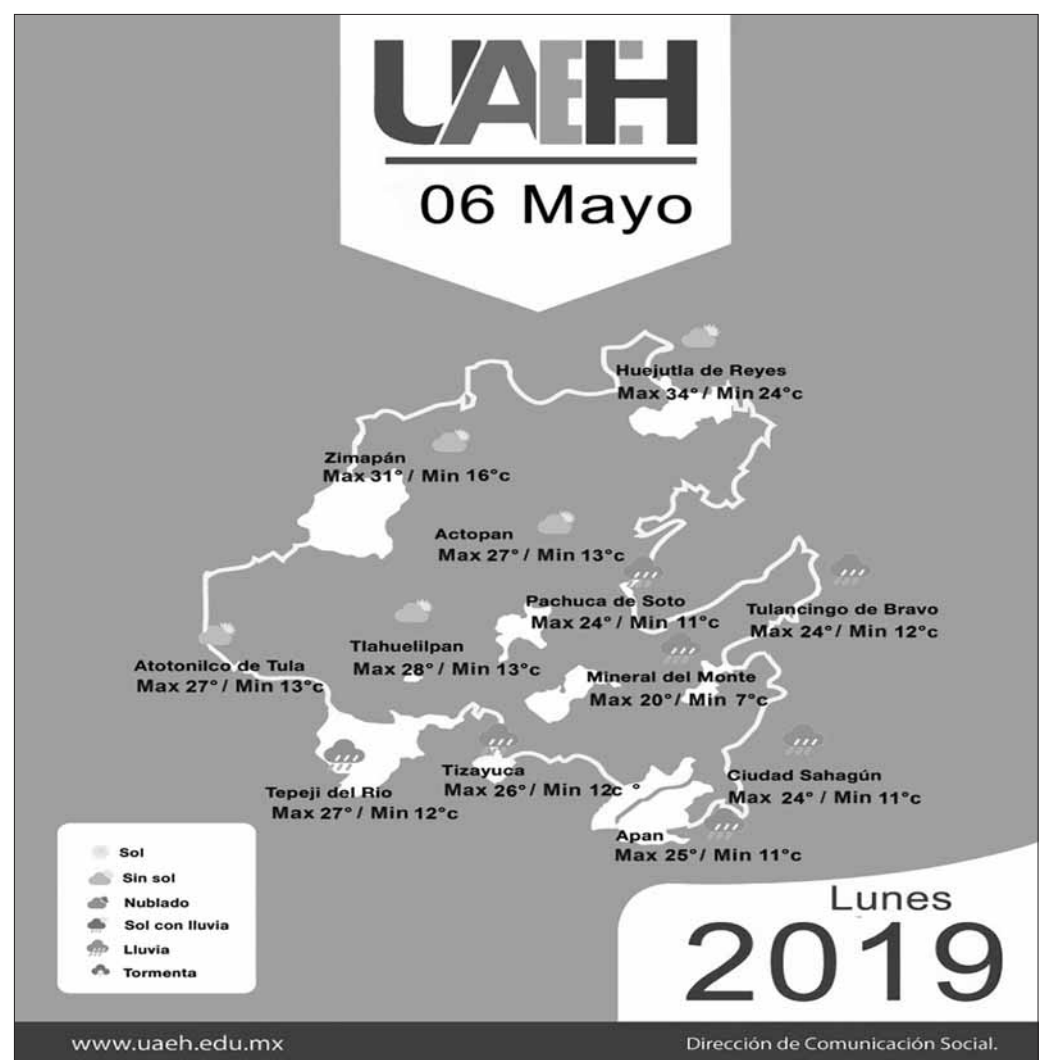 UAEH
06 Mayo
Huejutla de Reyes
Max 34° / Min 24°c
Zimapán
Max 31° / Min 16°c
Actopan
Max 27° / Min 13°c
Pachuca de Soto
Max 24° / Min 11°c
Tulancingo de Bravo
Max 24° / Min 12°c
Tlahuelilpan
Max 28° / Min 13°c
Atotonilco de Tula
Max 27° / Min 13°c
Mineral del Monte
Max 20° / Min 7°c
Tizayuca
Max 26° / Min 12c °
Ciudad Sahagún
Max 24° / Min 11°c
Tepeji del Río
Max 27° / Min 12°c
Apan
Max 25° / Min 11°c
Sol
Sin sol
Nublado
Sol con lluvia
Lluvia
Tormenta
Lunes
2019
www.uaeh.edu.mx
Dirección de Comunicación Social.